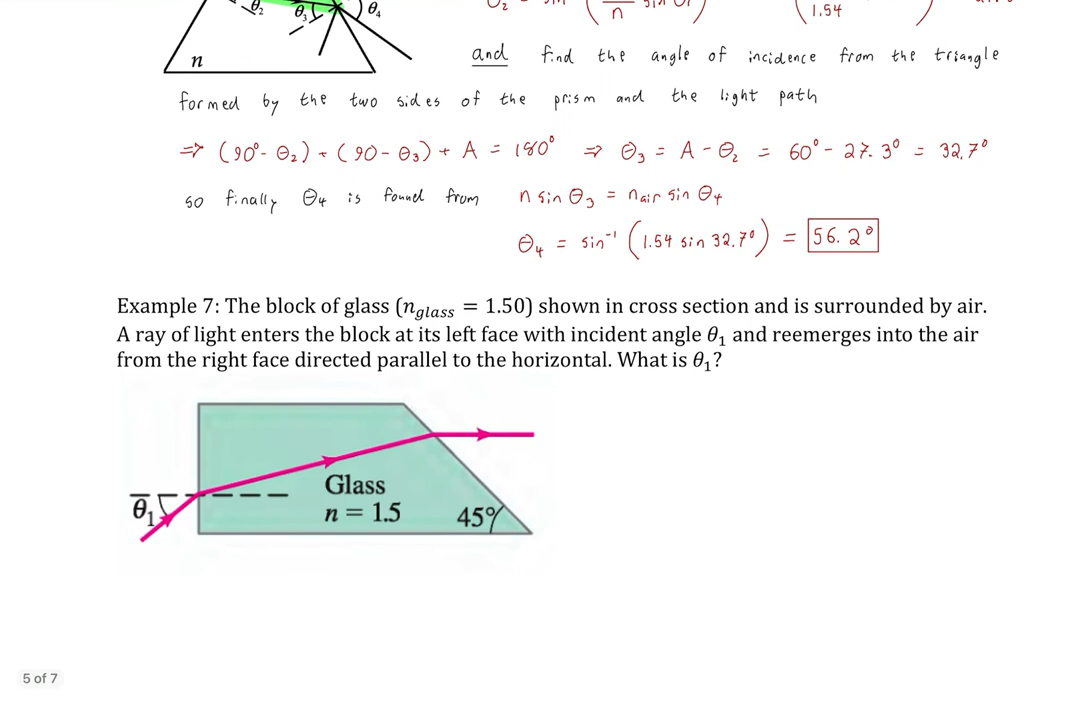 θ₂ θ₃ θ₄
n
n 1.54
and find the angle of incidence from the triangle
formed by the two sides of the prism and the light path
⇒ (90° - θ₂) + (90 - θ₃) + A = 180° ⇒ θ₃ = A - θ₂ = 60° - 27.3° = 32.7°
so finally θ₄ is found from n sin θ₃ = nair sin θ₄
θ₄ = sin⁻¹ (1.54 sin 32.7°) = 56.2°
Example 7: The block of glass (n_glass = 1.50) shown in cross section and is surrounded by air.
A ray of light enters the block at its left face with incident angle θ₁ and reemerges into the air
from the right face directed parallel to the horizontal. What is θ₁?
Glass
θ₁ n = 1.5 45°
5 of 7